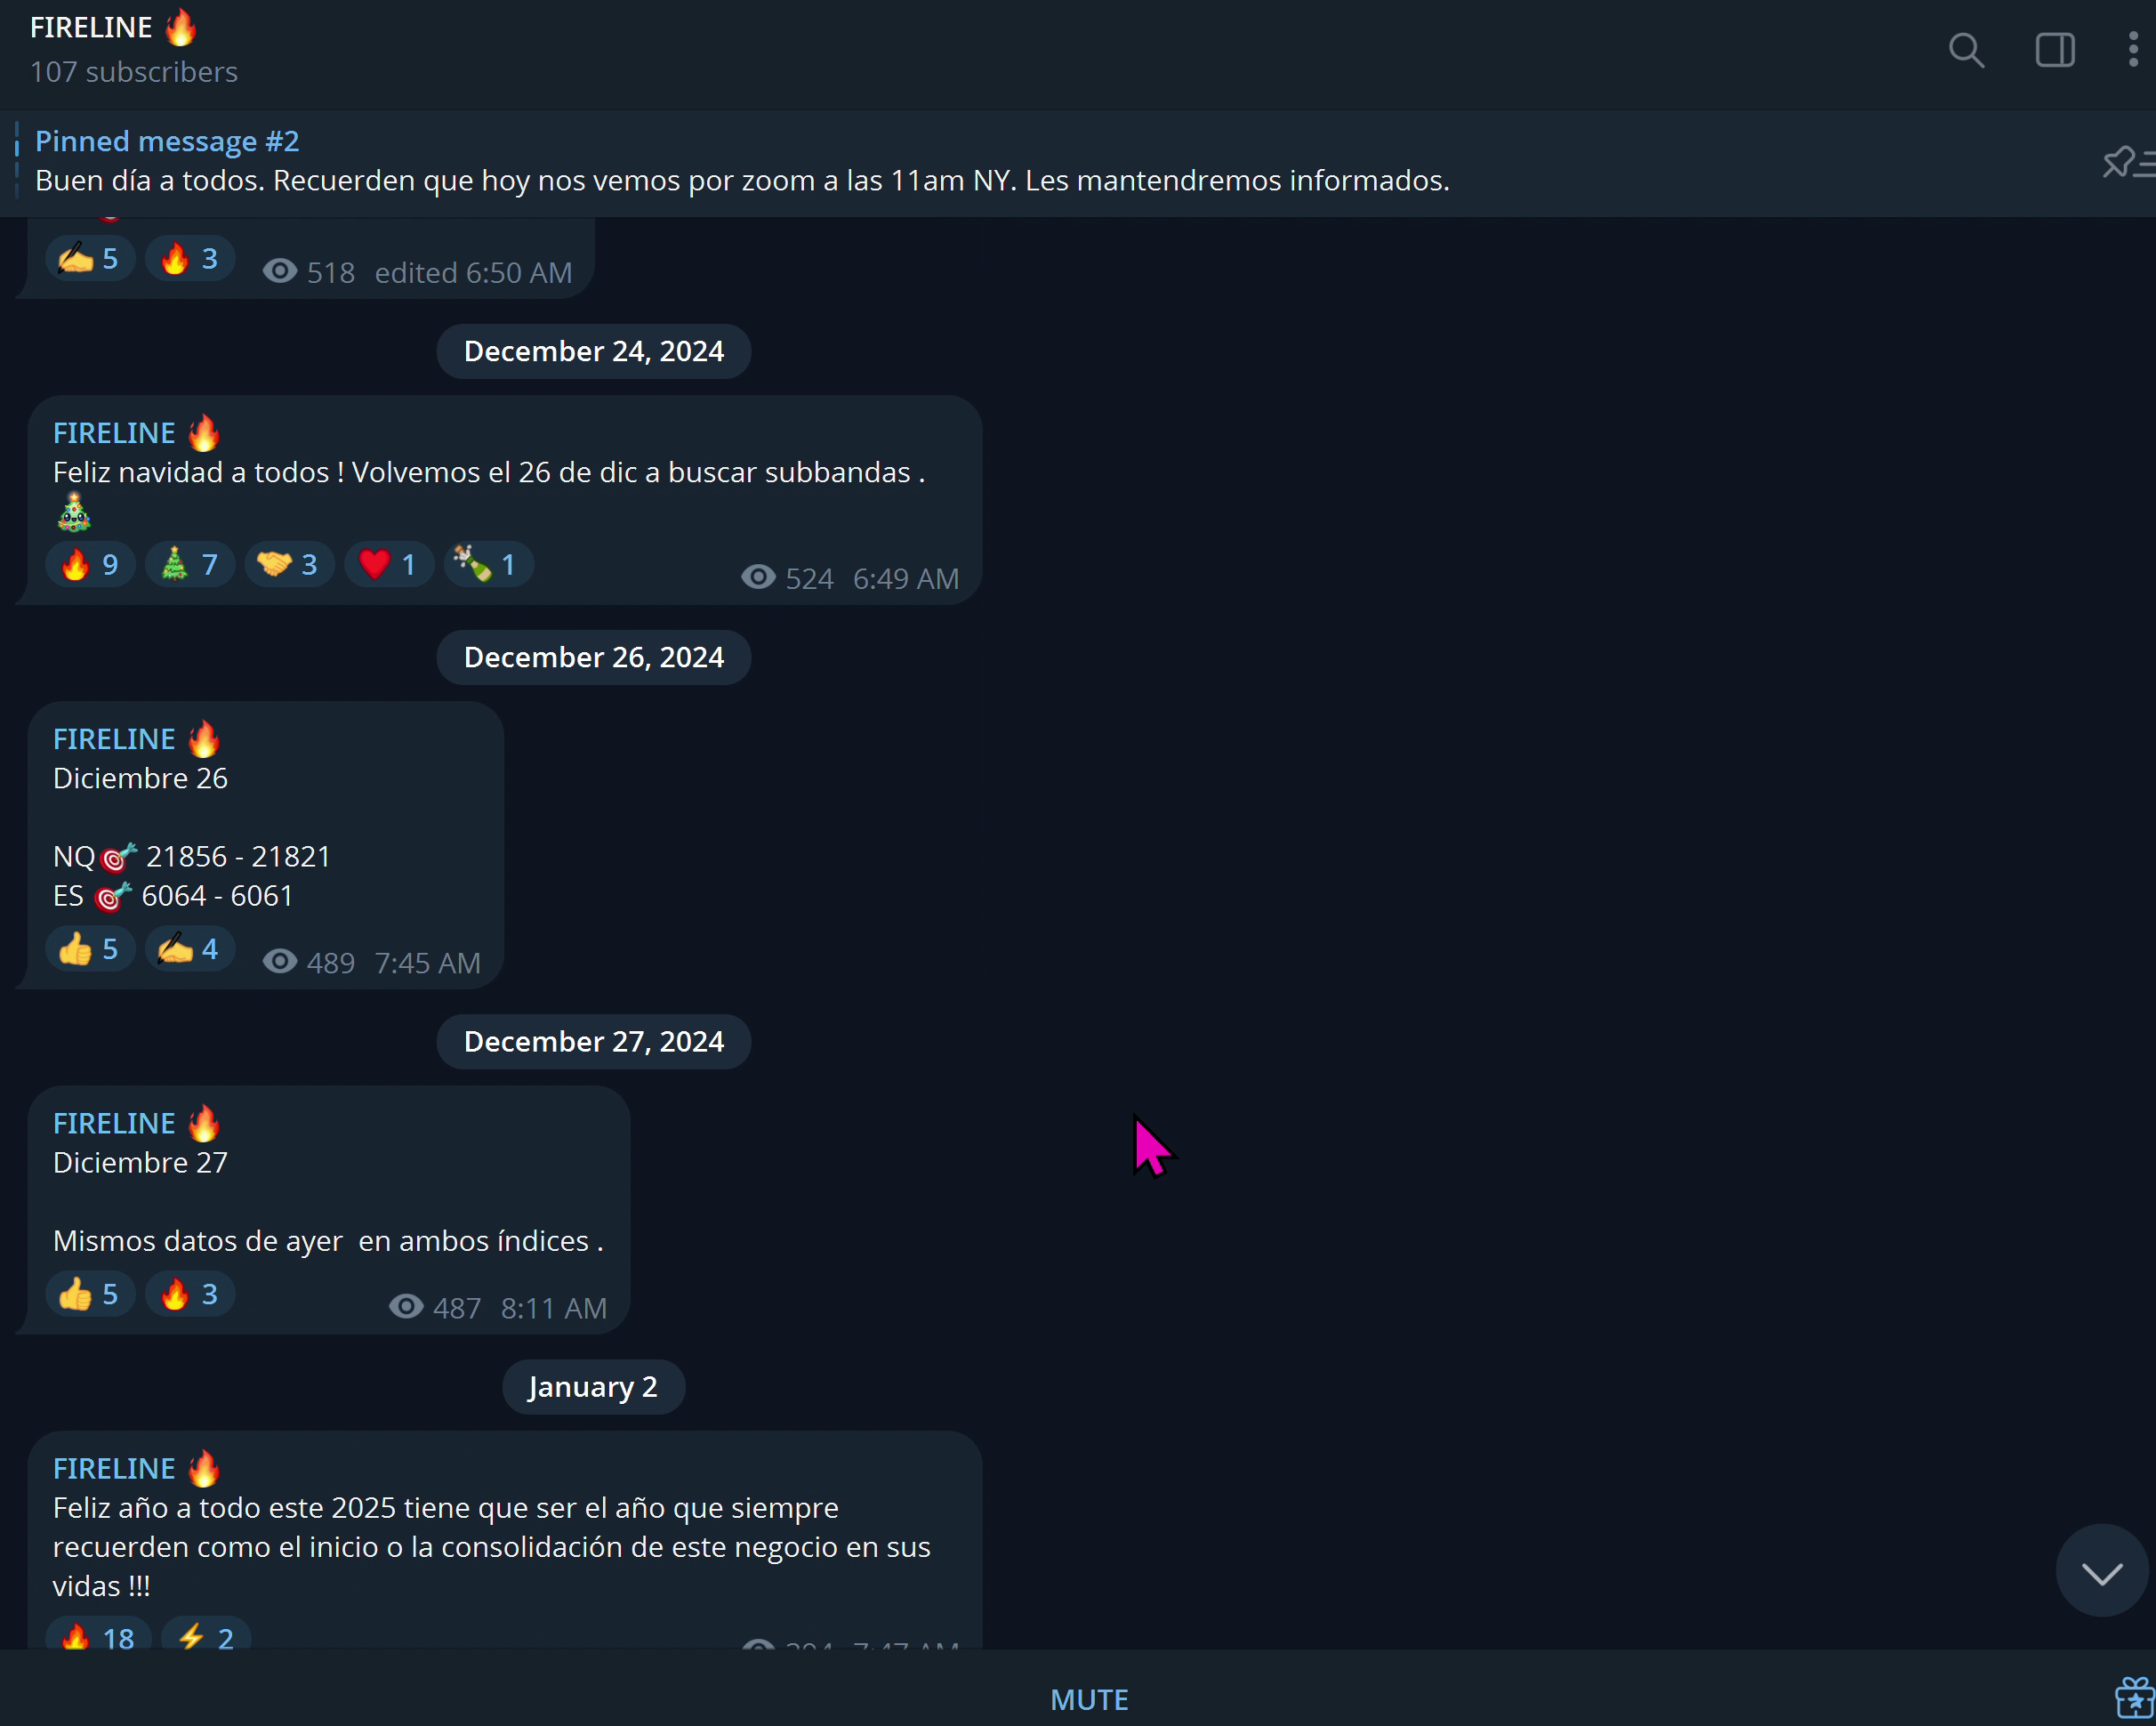 FIRELINE 🔥
107 subscribers
Pinned message #2
Buen día a todos. Recuerden que hoy nos vemos por zoom a las 11am NY. Les mantendremos informados.
✍️ 5 🔥 3 518 edited 6:50 AM
December 24, 2024
FIRELINE 🔥
Feliz navidad a todos ! Volvemos el 26 de dic a buscar subbandas .
🎄
🔥 9 🎄 7 🤝 3 ❤️ 1 🍾 1 524 6:49 AM
December 26, 2024
FIRELINE 🔥
Diciembre 26
NQ🎯 21856 - 21821
ES 🎯 6064 - 6061
👍 5 ✍️ 4 489 7:45 AM
December 27, 2024
FIRELINE 🔥
Diciembre 27
Mismos datos de ayer  en ambos índices .
👍 5 🔥 3 487 8:11 AM
January 2
FIRELINE 🔥
Feliz año a todo este 2025 tiene que ser el año que siempre
recuerden como el inicio o la consolidación de este negocio en sus
vidas !!!
🔥 18 ⚡ 2
MUTE